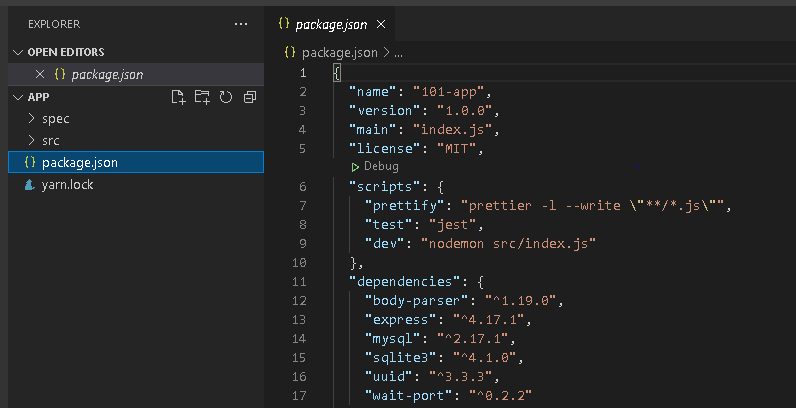 EXPLORER
...
OPEN EDITORS
{} package.json
APP
spec
src
{} package.json
yarn.lock
{} package.json
{} package.json > ...
1 {
2 "name": "101-app",
3 "version": "1.0.0",
4 "main": "index.js",
5 "license": "MIT",
Debug
6 "scripts": {
7 "prettify": "prettier -l --write \"**/*.js\"",
8 "test": "jest",
9 "dev": "nodemon src/index.js"
10 },
11 "dependencies": {
12 "body-parser": "^1.19.0",
13 "express": "^4.17.1",
14 "mysql": "^2.17.1",
15 "sqlite3": "^4.1.0",
16 "uuid": "^3.3.3",
17 "wait-port": "^0.2.2"